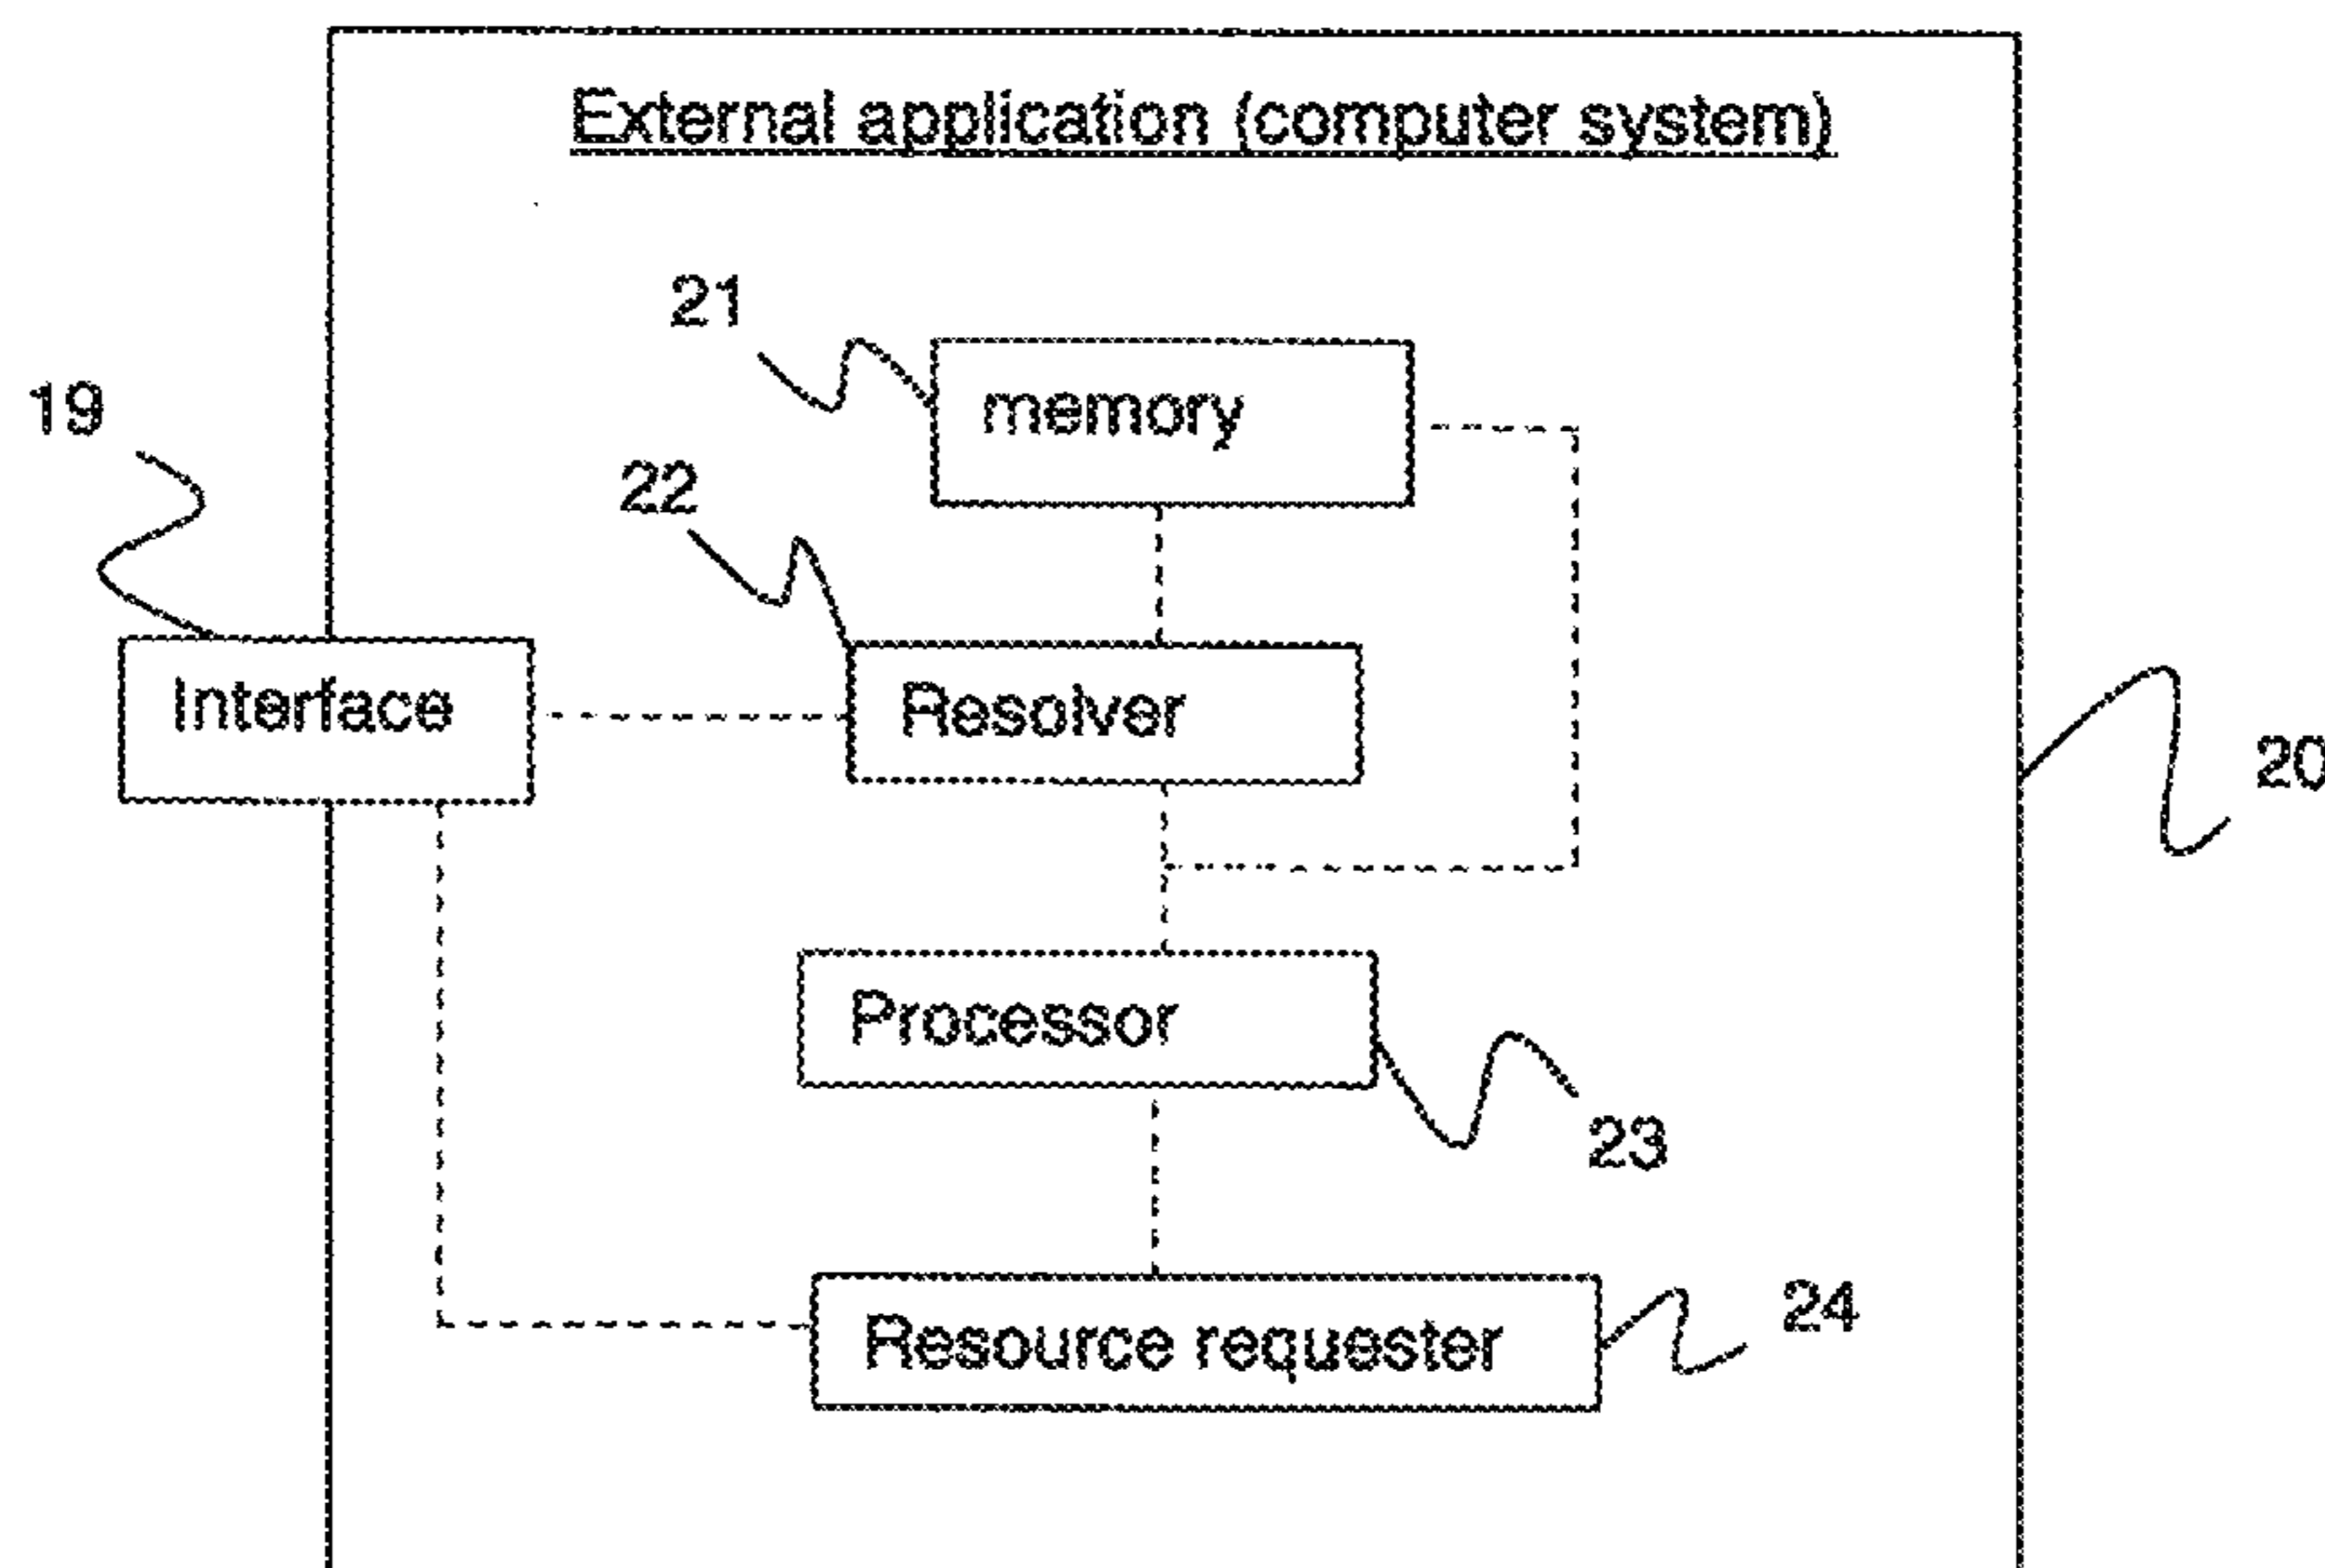 External application (computer system)
21
memory
19
22
Interface
Resolver
20
Processor
23
24
Resource requester